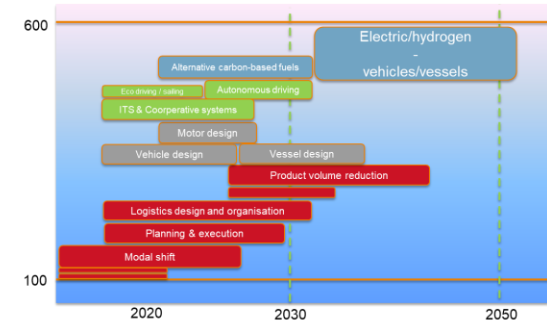 600
Electric/hydrogen
-
vehicles/vessels
Alternative carbon-based fuels
Eco driving / sailing
Autonomous driving
ITS & Coorperative systems
Motor design
Vehicle design
Vessel design
Product volume reduction
Logistics design and organisation
Planning & execution
Modal shift
100
2020
2030
2050